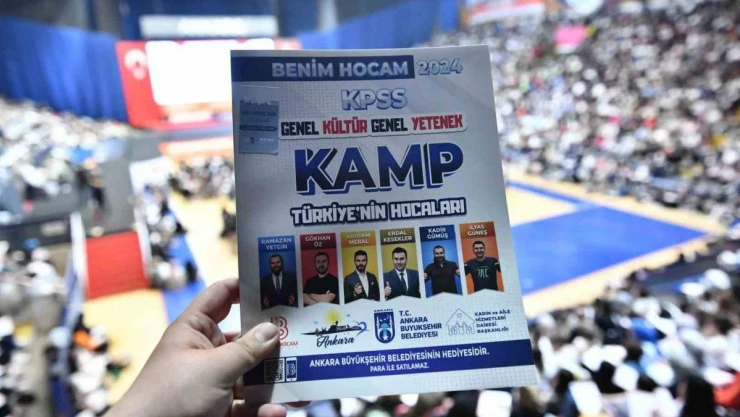 BENİM HOCAM 2024
KPSS
GENEL KÜLTÜR GENEL YETENEK
KAMP
TÜRKİYE'NİN HOCALARI
RAMAZAN YETGİN
GÖKHAN ÖZ
BAYRAM MERAL
ERDAL KESEKLER
KADİR GÜMÜŞ
İLYAS GÜNEŞ
Ankara
T.C.
ANKARA
BÜYÜKŞEHİR
BELEDİYESİ
KADIN VE AİLE
HİZMETLERİ
DAİRESİ
BAŞKANLIĞI
ANKARA BÜYÜKŞEHİR BELEDİYESİNİN HEDİYESİDİR.
PARA İLE SATILAMAZ.